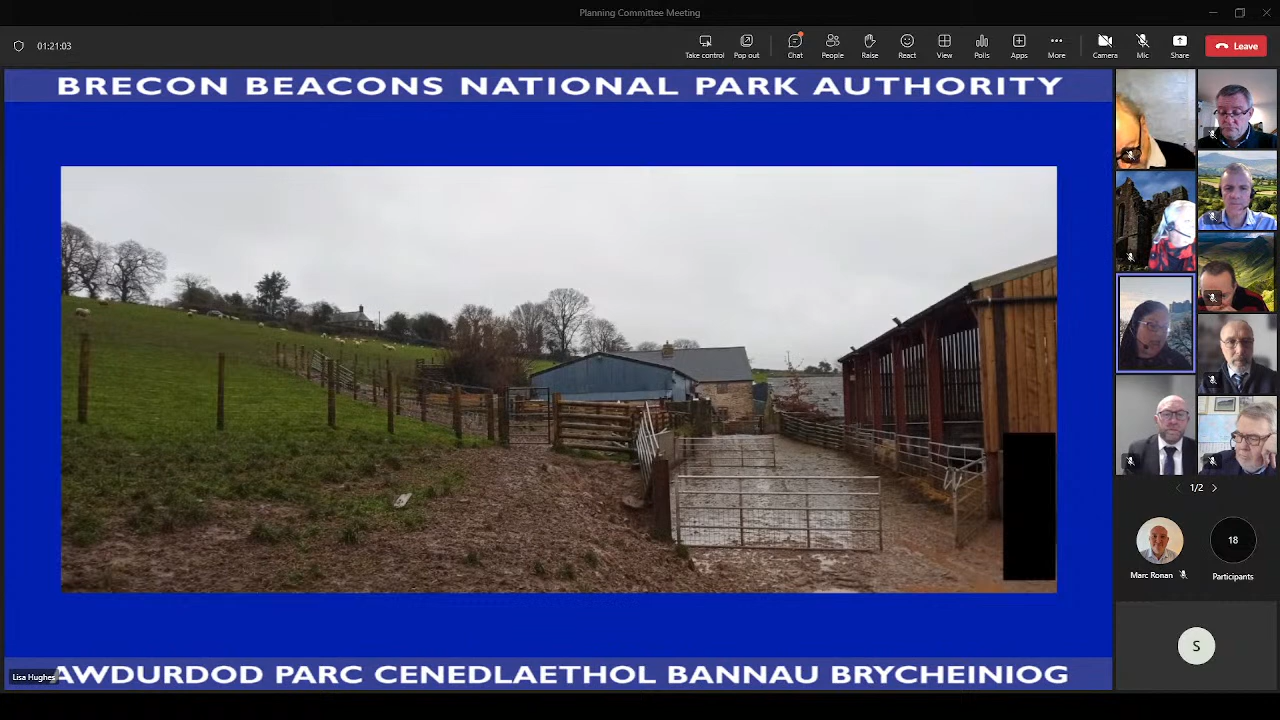 Planning Committee Meeting
01:21:03
Take control
Pop out
Chat
People
Raise
React
View
Polls
Apps
More
Camera
Mic
Share
Leave
BRECON BEACONS NATIONAL PARK AUTHORITY
1/2
18
Marc Ronan
Participants
S
Lisa Hughes
AWDURDOD PARC CENEDLAETHOL BANNAU BRYCHEINIOG